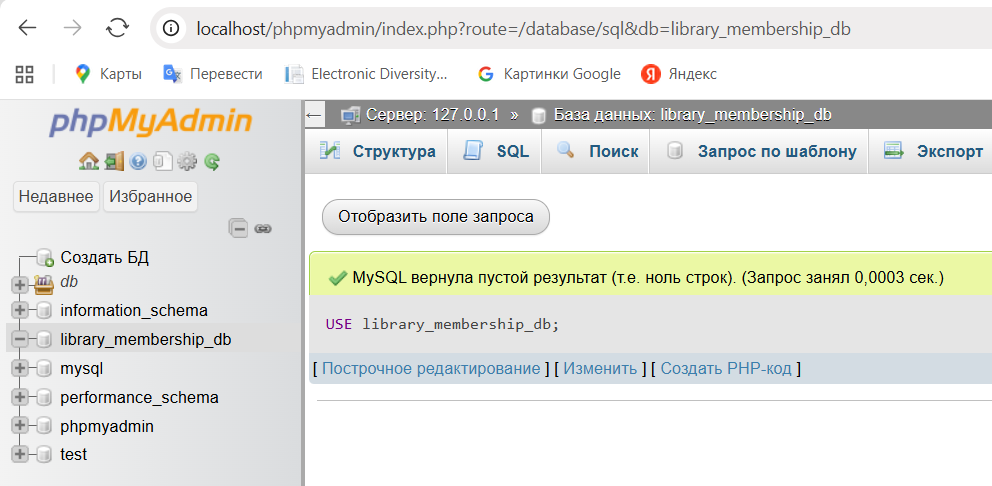 localhost/phpmyadmin/index.php?route=/database/sql&db=library_membership_db
Карты Перевести Electronic Diversity... Картинки Google Яндекс
phpMyAdmin
Недавнее Избранное
Создать БД
db
information_schema
library_membership_db
mysql
performance_schema
phpmyadmin
test
Сервер: 127.0.0.1 » База данных: library_membership_db
Структура SQL Поиск Запрос по шаблону Экспорт
Отобразить поле запроса
MySQL вернула пустой результат (т.е. ноль строк). (Запрос занял 0,0003 сек.)
USE library_membership_db;
[ Построчное редактирование ] [ Изменить ] [ Создать PHP-код ]